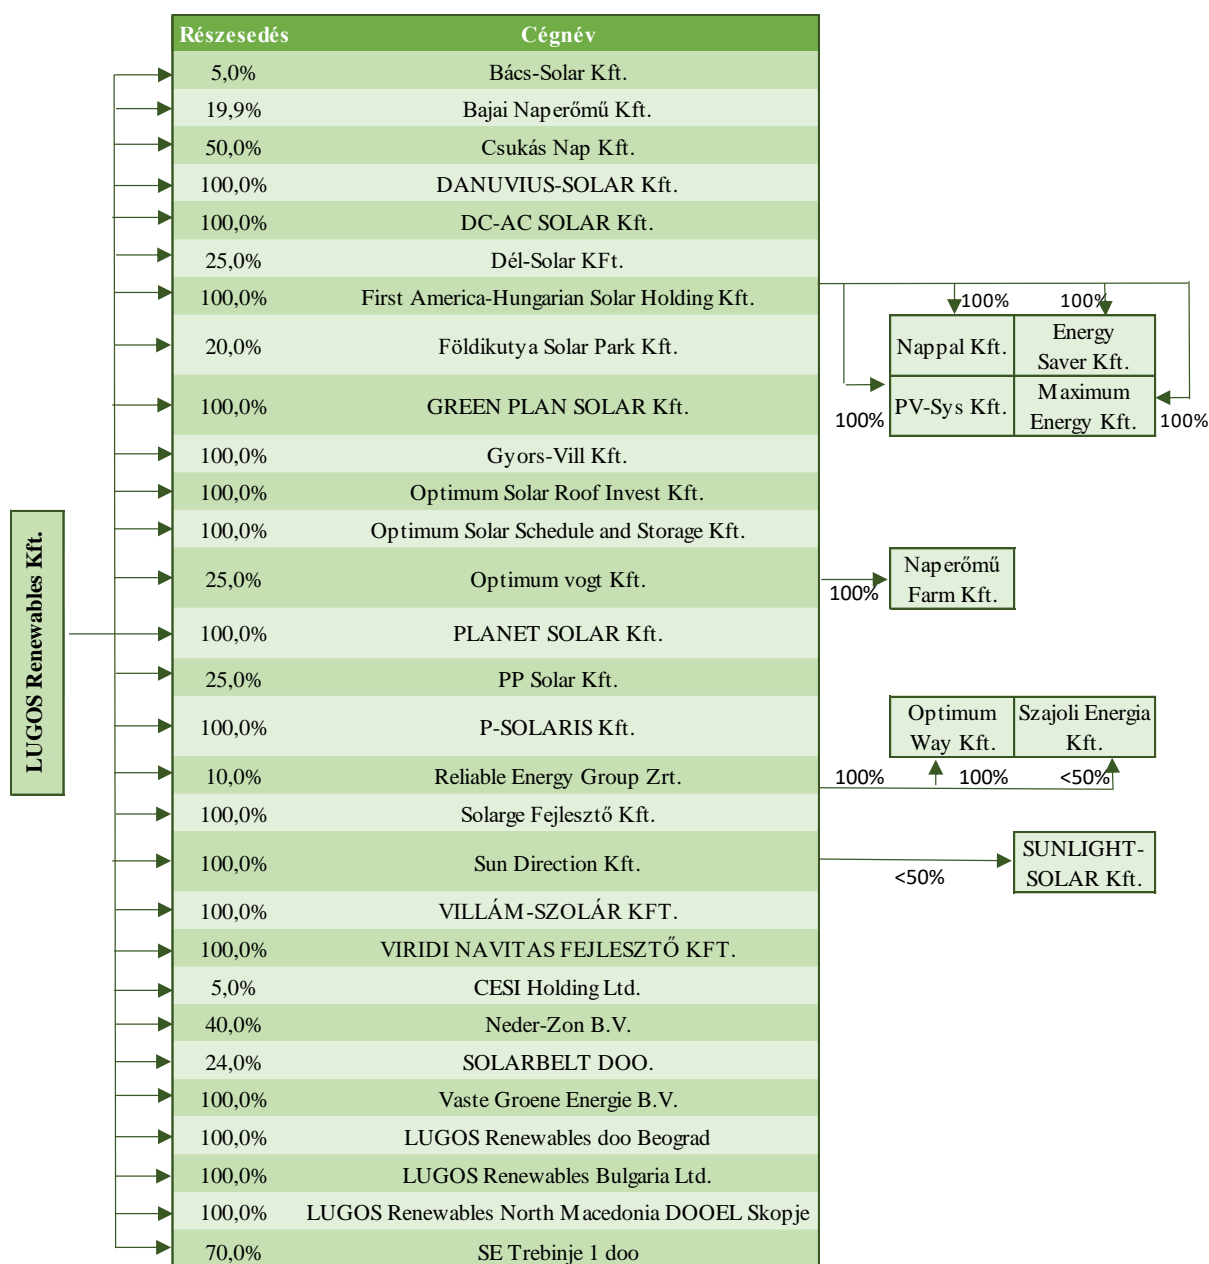 Részesedés Cégnév
5,0% Bács-Solar Kft.
19,9% Bajai Naperőmű Kft.
50,0% Csukás Nap Kft.
100,0% DANUVIUS-SOLAR Kft.
100,0% DC-AC SOLAR Kft.
25,0% Dél-Solar KFt.
100,0% First America-Hungarian Solar Holding Kft.
20,0% Földikutya Solar Park Kft.
100,0% GREEN PLAN SOLAR Kft.
100,0% Gyors-Vill Kft.
100,0% Optimum Solar Roof Invest Kft.
100,0% Optimum Solar Schedule and Storage Kft.
25,0% Optimum vogt Kft.
100,0% PLANET SOLAR Kft.
25,0% PP Solar Kft.
100,0% P-SOLARIS Kft.
10,0% Reliable Energy Group Zrt.
100,0% Solarge Fejlesztő Kft.
100,0% Sun Direction Kft.
100,0% VILLÁM-SZOLÁR KFT.
100,0% VIRIDI NAVITAS FEJLESZTŐ KFT.
5,0% CESI Holding Ltd.
40,0% Neder-Zon B.V.
24,0% SOLARBELT DOO.
100,0% Vaste Groene Energie B.V.
100,0% LUGOS Renewables doo Beograd
100,0% LUGOS Renewables Bulgaria Ltd.
100,0% LUGOS Renewables North Macedonia DOOEL Skopje
70,0% SE Trebinje 1 doo
LUGOS Renewables Kft.
100% 100%
Nappal Kft.
Energy
Saver Kft.
100%
PV-Sys Kft.
Maximum
Energy Kft.
100%
100%
Naperőmű
Farm Kft.
Optimum
Way Kft.
Szajoli Energia
Kft.
100% 100% <50%
<50%
SUNLIGHT-
SOLAR Kft.